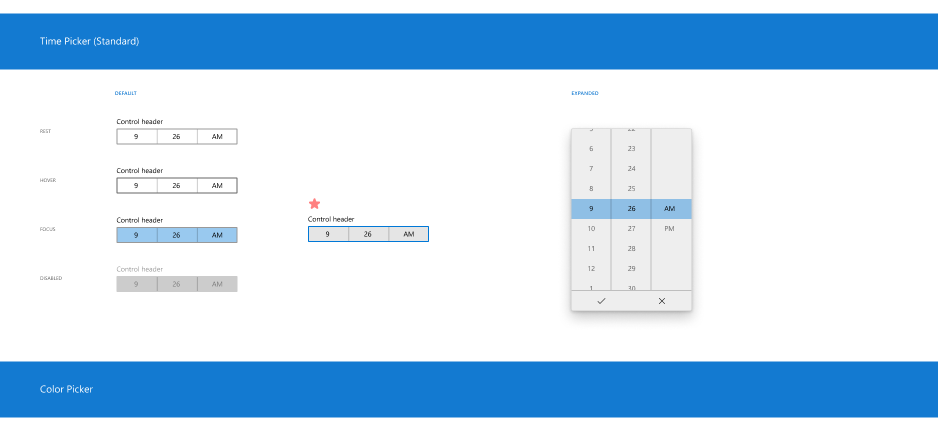 Time Picker (Standard)
DEFAULT
EXPANDED
REST
Control header
9 26 AM
HOVER
Control header
9 26 AM
FOCUS
Control header
9 26 AM
Control header
9 26 AM
DISABLED
Control header
9 26 AM
6 23
7 24
8 25
9 26 AM
10 27 PM
11 28
12 29
1 30
Color Picker